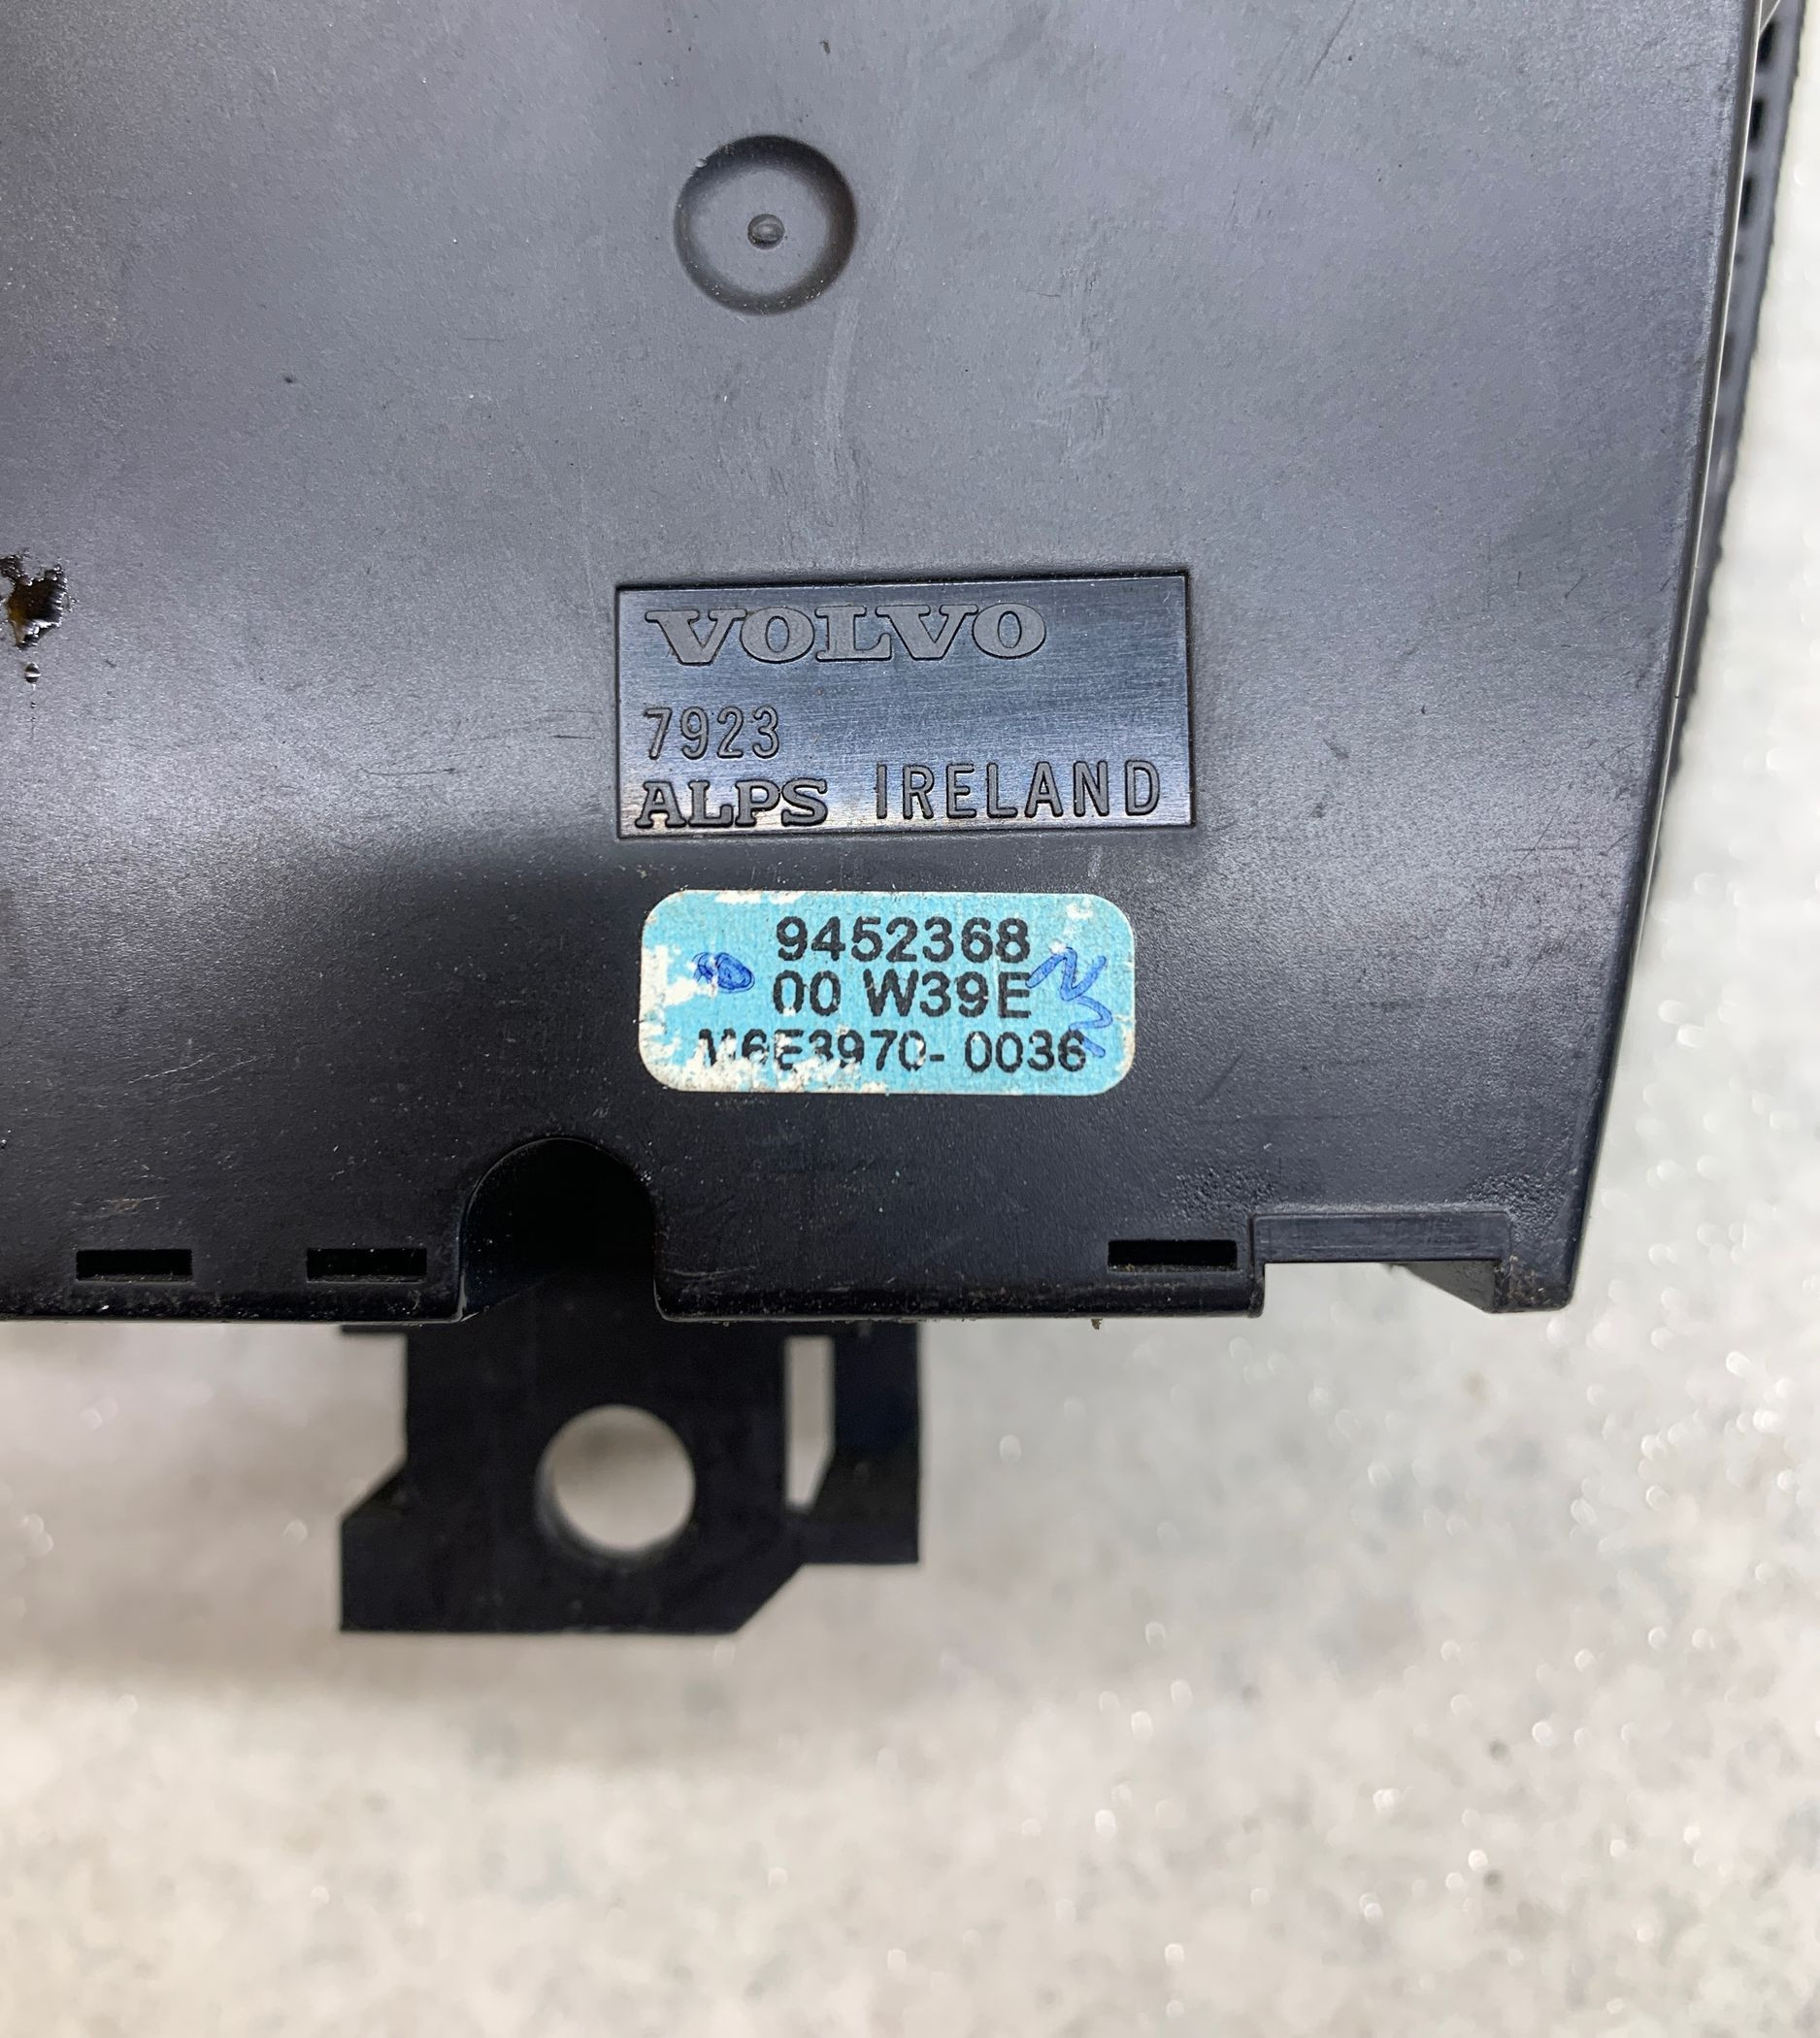 VOLVO
7923
ALPS IRELAND
9452368
00 W39E
M6E3970-0036